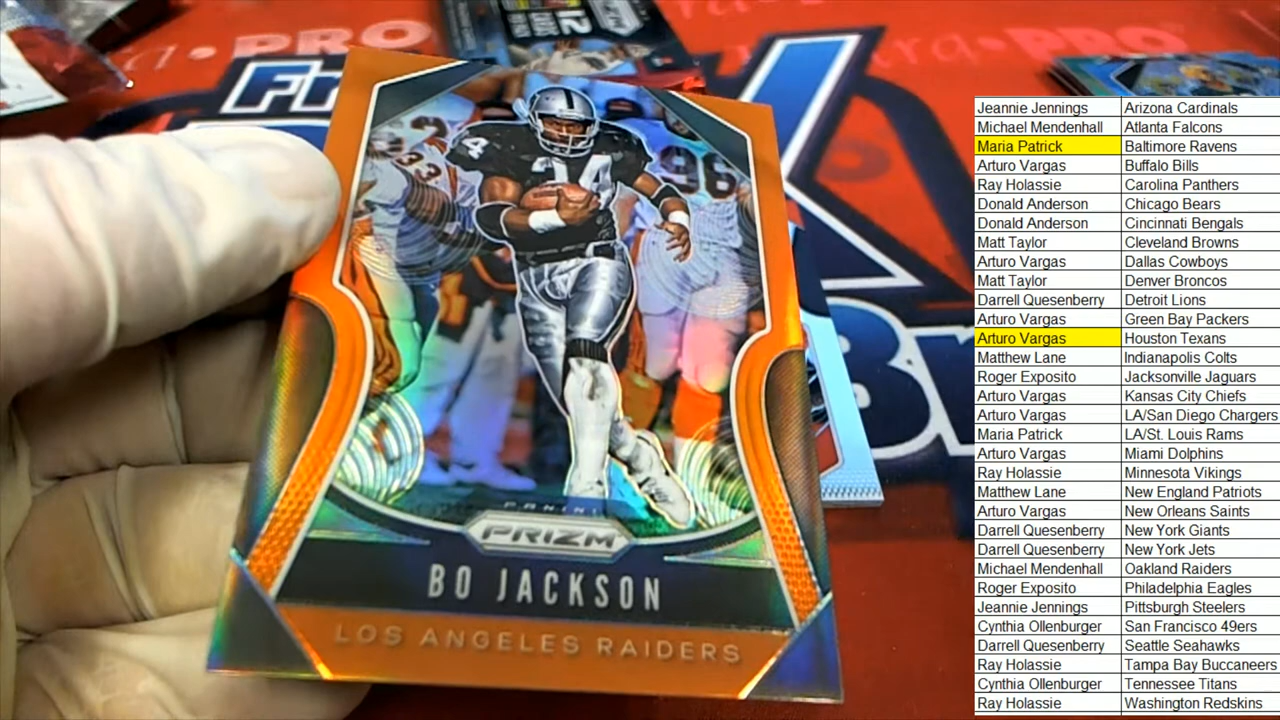 PRO
PRO
Fr
12
34
33
96
PANINI
PRIZM
BO JACKSON
LOS ANGELES RAIDERS
Jeannie Jennings Arizona Cardinals
Michael Mendenhall Atlanta Falcons
Maria Patrick Baltimore Ravens
Arturo Vargas Buffalo Bills
Ray Holassie Carolina Panthers
Donald Anderson Chicago Bears
Donald Anderson Cincinnati Bengals
Matt Taylor Cleveland Browns
Arturo Vargas Dallas Cowboys
Matt Taylor Denver Broncos
Darrell Quesenberry Detroit Lions
Arturo Vargas Green Bay Packers
Arturo Vargas Houston Texans
Matthew Lane Indianapolis Colts
Roger Exposito Jacksonville Jaguars
Arturo Vargas Kansas City Chiefs
Arturo Vargas LA/San Diego Chargers
Maria Patrick LA/St. Louis Rams
Arturo Vargas Miami Dolphins
Ray Holassie Minnesota Vikings
Matthew Lane New England Patriots
Arturo Vargas New Orleans Saints
Darrell Quesenberry New York Giants
Darrell Quesenberry New York Jets
Michael Mendenhall Oakland Raiders
Roger Exposito Philadelphia Eagles
Jeannie Jennings Pittsburgh Steelers
Cynthia Ollenburger San Francisco 49ers
Darrell Quesenberry Seattle Seahawks
Ray Holassie Tampa Bay Buccaneers
Cynthia Ollenburger Tennessee Titans
Ray Holassie Washington Redskins